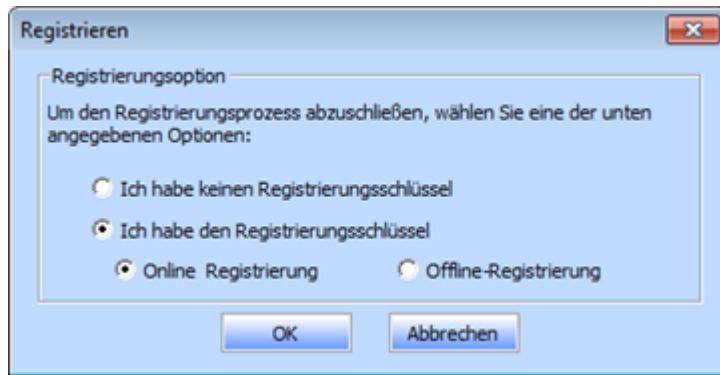 Registrieren
Registrierungsoption
Um den Registrierungsprozess abzuschließen, wählen Sie eine der unten
angegebenen Optionen:
Ich habe keinen Registrierungsschlüssel
Ich habe den Registrierungsschlüssel
Online Registrierung Offline-Registrierung
OK Abbrechen